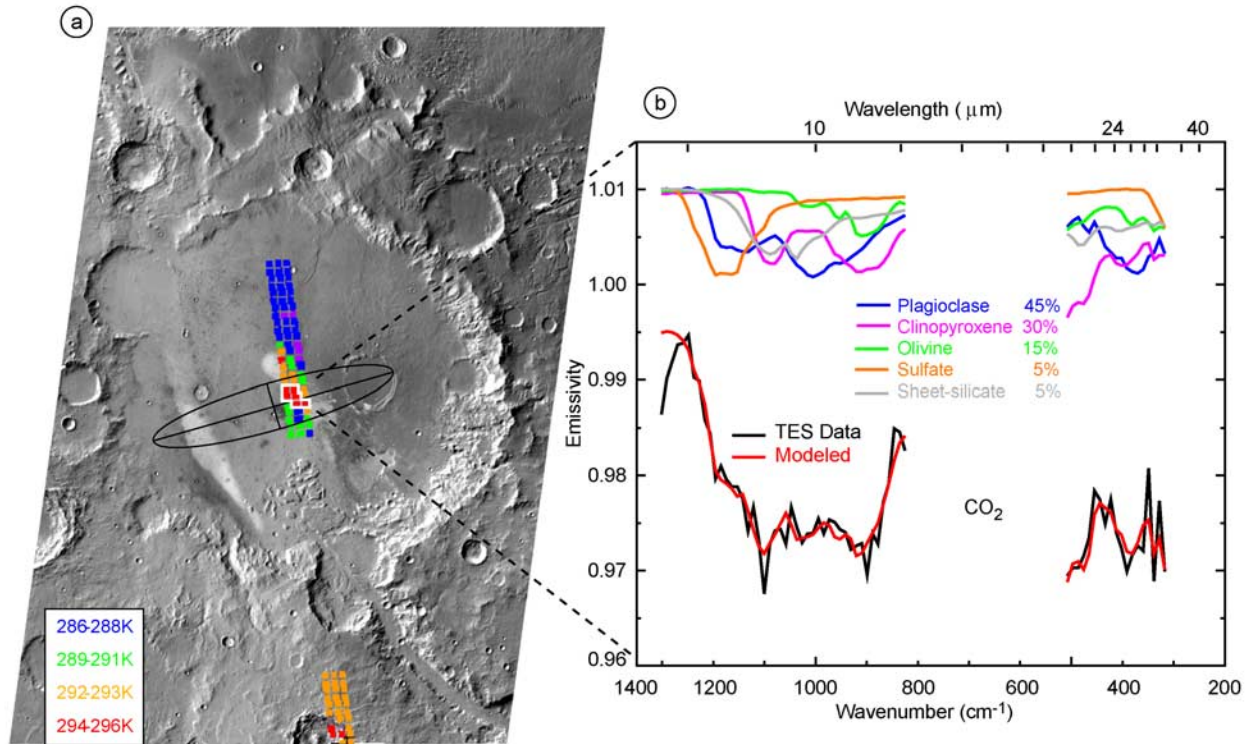 a
286-288K
289-291K
292-293K
294-296K
b
Wavelength ( μm)
10 24 40
1.01
1.00
0.99
0.98
0.97
0.96
Emissivity
Plagioclase 45%
Clinopyroxene 30%
Olivine 15%
Sulfate 5%
Sheet-silicate 5%
TES Data
Modeled
CO₂
1400 1200 1000 800 600 400 200
Wavenumber (cm⁻¹)